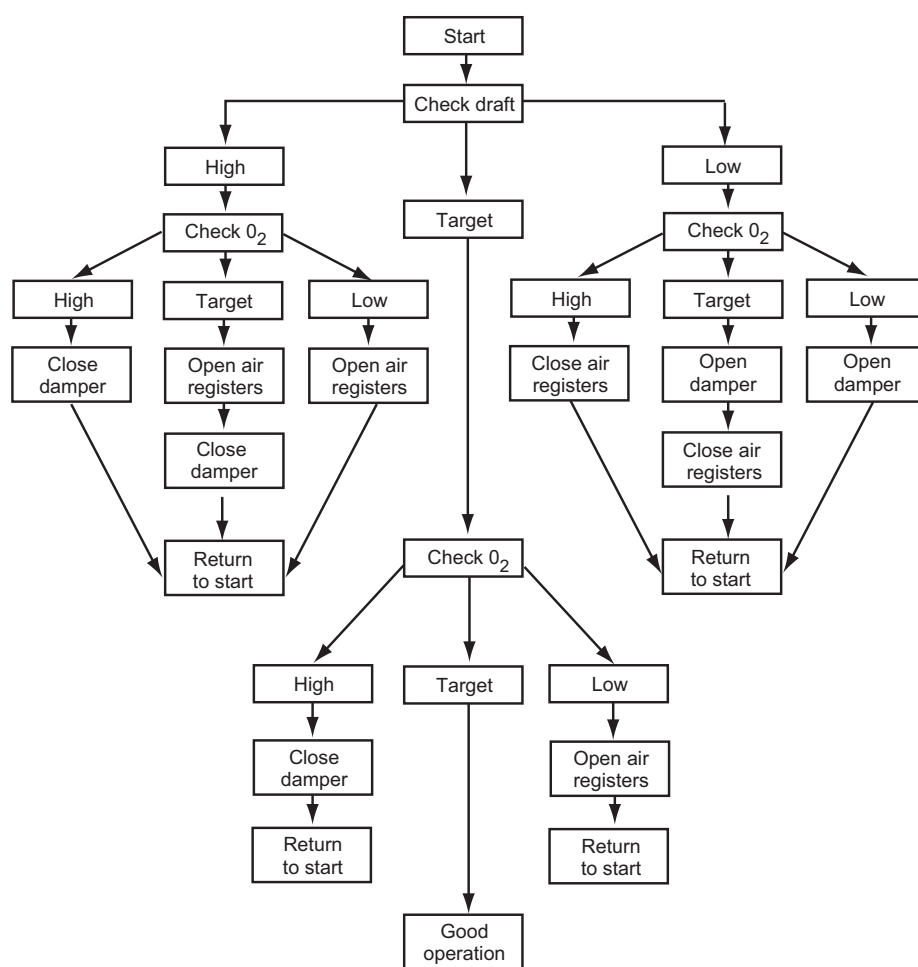 Start
Check draft
High
Low
Target
Check 0₂
Check 0₂
High
Target
Low
High
Target
Low
Close
damper
Open air
registers
Open air
registers
Close air
registers
Open
damper
Open
damper
Close
damper
Close air
registers
Return
to start
Check 0₂
Return
to start
High
Target
Low
Close
damper
Open air
registers
Return
to start
Return
to start
Good
operation